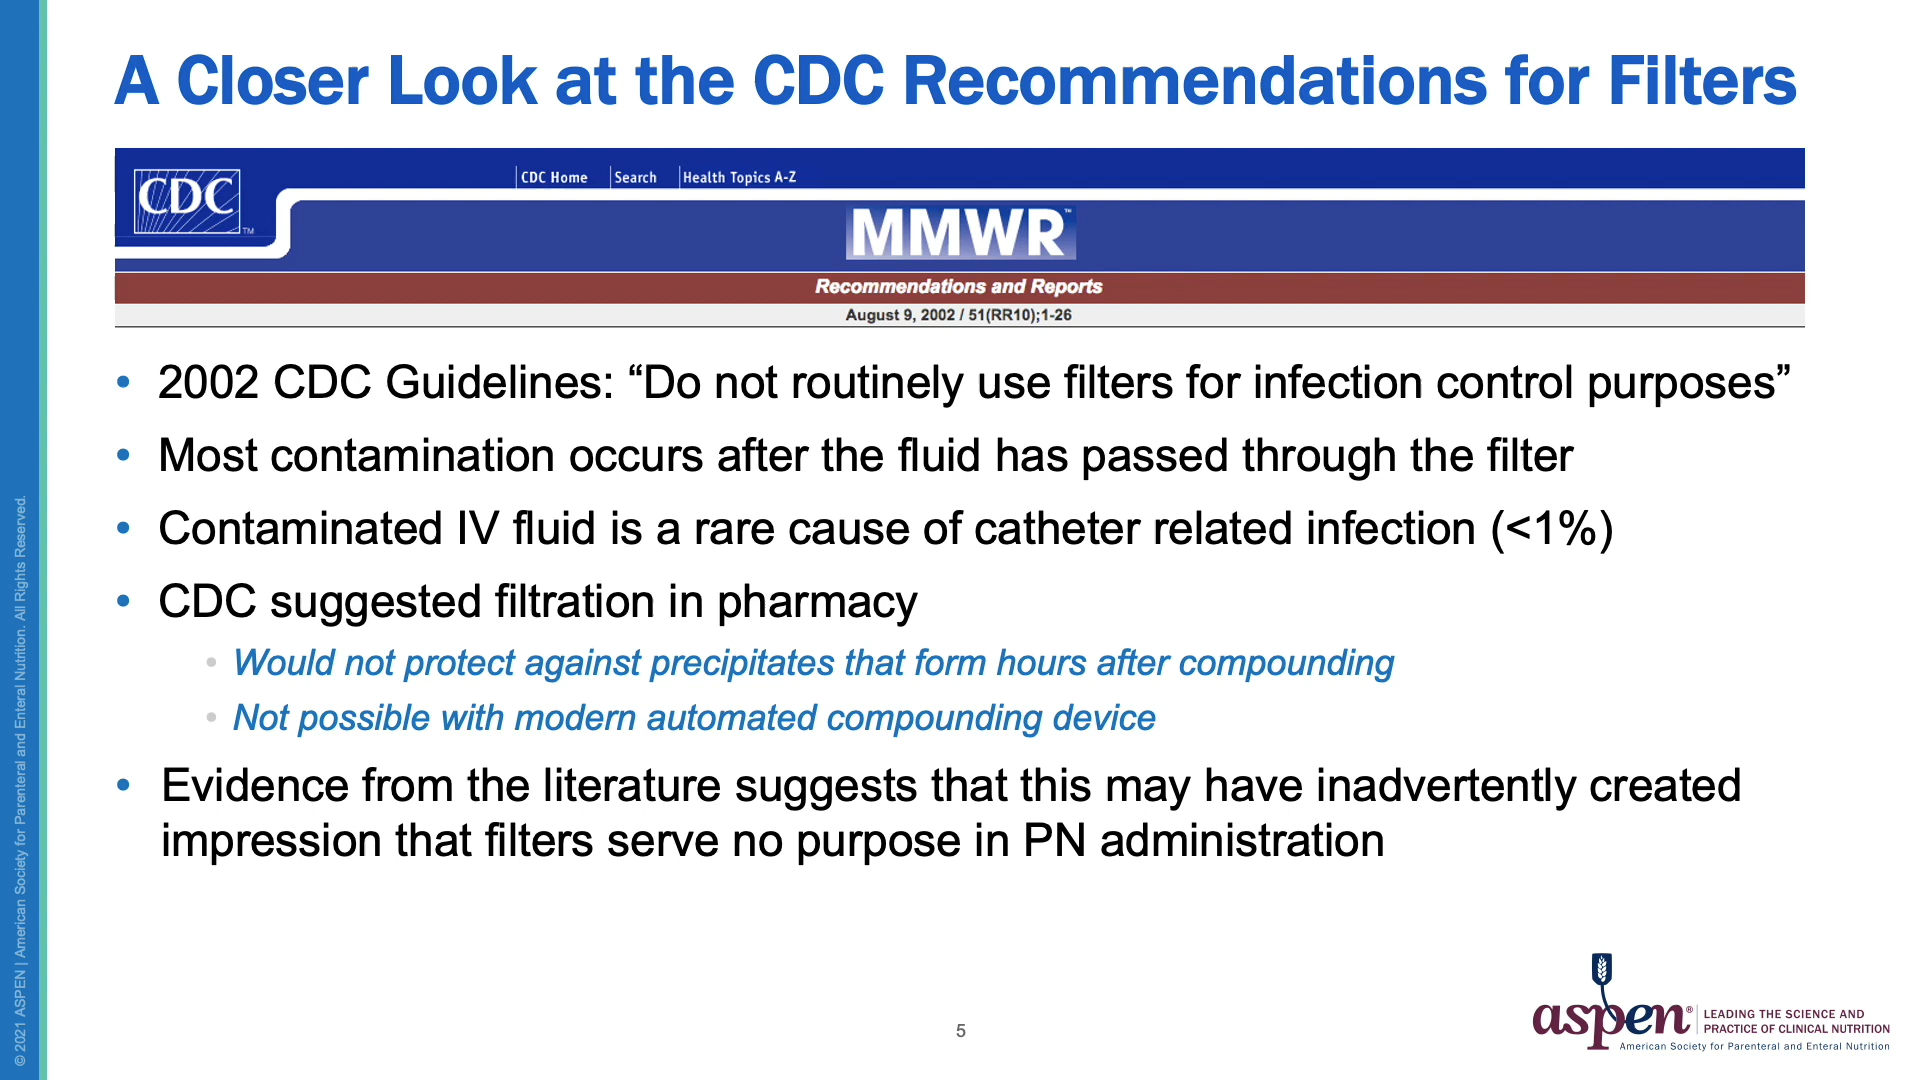 A Closer Look at the CDC Recommendations for Filters
CDC™
CDC Home
Search
Health Topics A-Z
MMWR™
Recommendations and Reports
August 9, 2002 / 51(RR10);1-26
• 2002 CDC Guidelines: “Do not routinely use filters for infection control purposes”
• Most contamination occurs after the fluid has passed through the filter
• Contaminated IV fluid is a rare cause of catheter related infection (<1%)
• CDC suggested filtration in pharmacy
• Would not protect against precipitates that form hours after compounding
• Not possible with modern automated compounding device
• Evidence from the literature suggests that this may have inadvertently created
impression that filters serve no purpose in PN administration
© 2021 ASPEN | American Society for Parenteral and Enteral Nutrition. All Rights Reserved.
5
aspen®
LEADING THE SCIENCE AND
PRACTICE OF CLINICAL NUTRITION
American Society for Parenteral and Enteral Nutrition